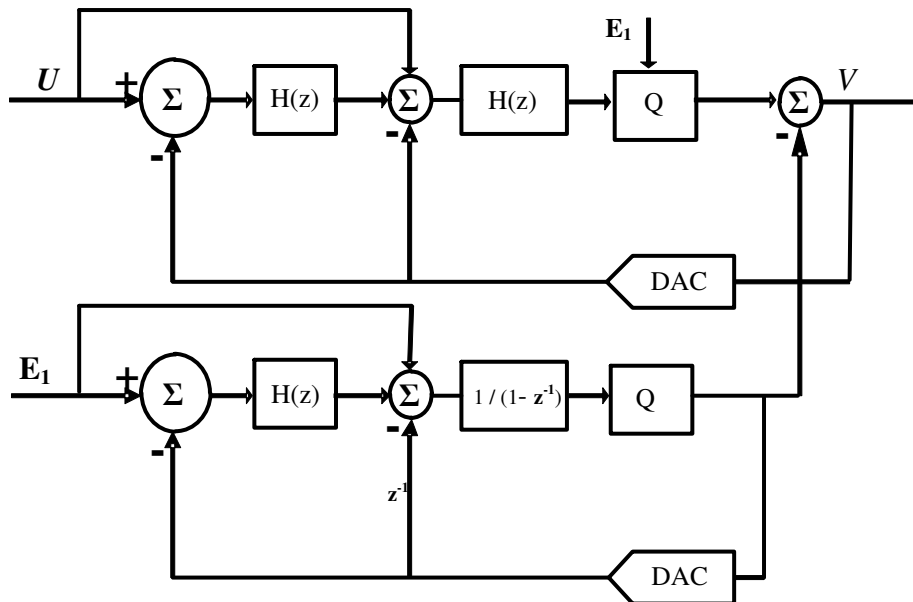 E₁
U
+
Σ
H(z)
Σ
H(z)
Q
Σ
V
-
-
-
DAC
E₁
+
Σ
H(z)
Σ
1 / (1- z⁻¹)
Q
-
-
z⁻¹
DAC